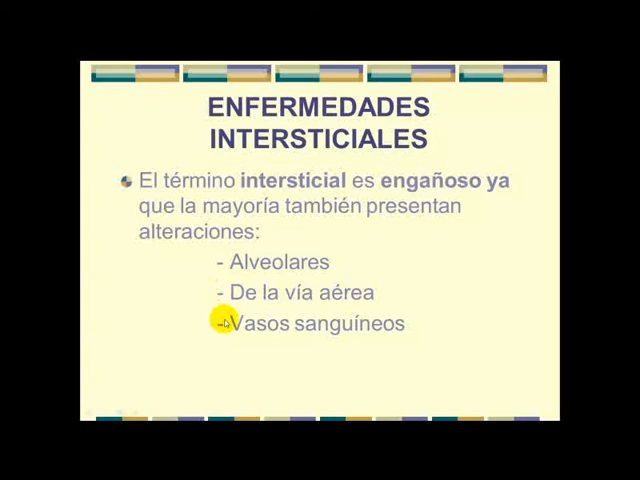 ENFERMEDADES
INTERSTICIALES
El término intersticial es engañoso ya
que la mayoría también presentan
alteraciones:
- Alveolares
- De la vía aérea
- Vasos sanguíneos